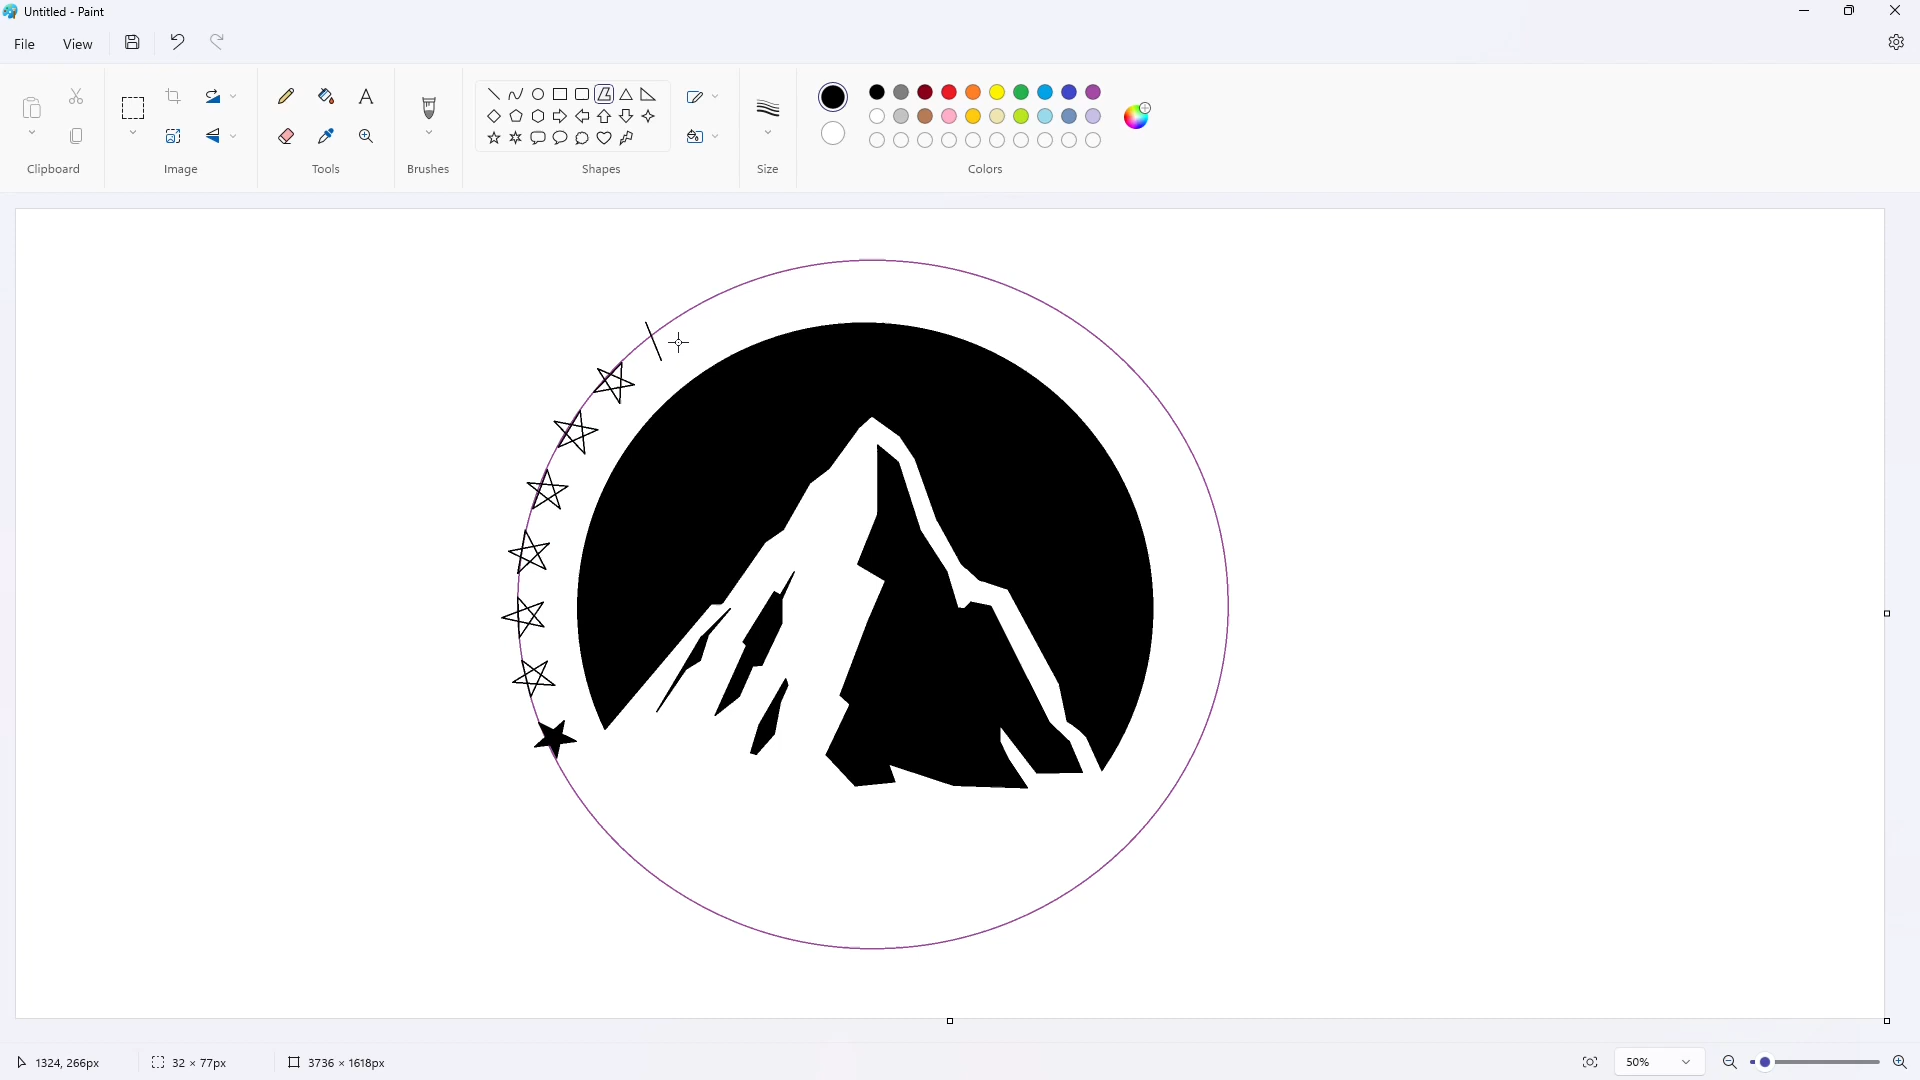 Untitled - Paint
File View
Clipboard Image Tools Brushes Shapes Size Colors
1324, 266px 32 × 77px 3736 × 1618px 50%